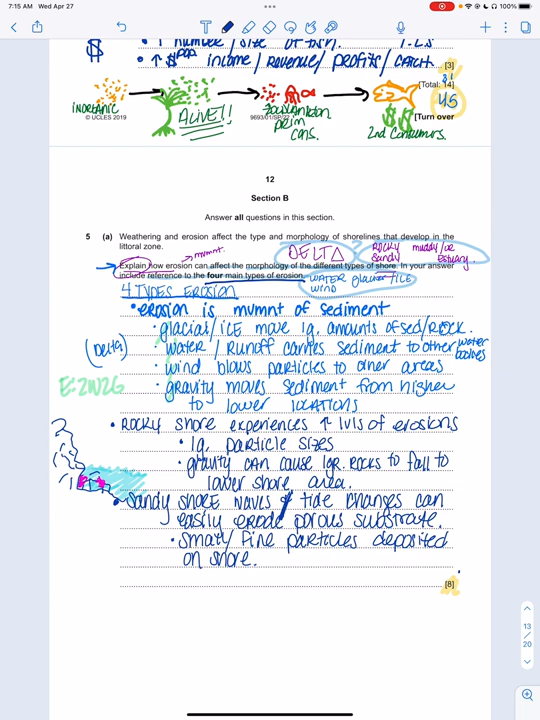 7:15 AM Wed Apr 27
100%
$
• ↑ number/size of fish.
• ↑ $ income/revenue/profits/catch.
[3]
[Total: 14]
45
INORGANIC
ALIVE!!
zooplankton
prim
cons.
2nd Consumers.
© UCLES 2019
9693/01/SP/22
[Turn over
12
Section B
Answer all questions in this section.
5 (a) Weathering and erosion affect the type and morphology of shorelines that develop in the
littoral zone.
mvmnt.
DELTA
ROCKY muddy/or
sandy estuary
Explain how erosion can affect the morphology of the different types of shore. In your answer
include reference to the four main types of erosion.
WATER glacier/ICE
WIND
4 TYPES EROSION
• erosion is mvmnt of sediment
• glacial/ICE move lg. amounts of sed/ROCK.
(Delta)
• water / Runoff carries sediment to other water
bodies
• wind blows particles to other areas
E: 2W2G
• gravity moves sediment from higher
to lower locations
• ROCKY shore experiences ↑ lvls of erosions
• lg. particle sizes
• gravity can cause lgr. ROCKS to fall to
lower shore area.
• Sandy shore waves & tide changes can
easily erode porous substrate.
• Small/fine particles deposited
on shore.
[8]
13
/
20